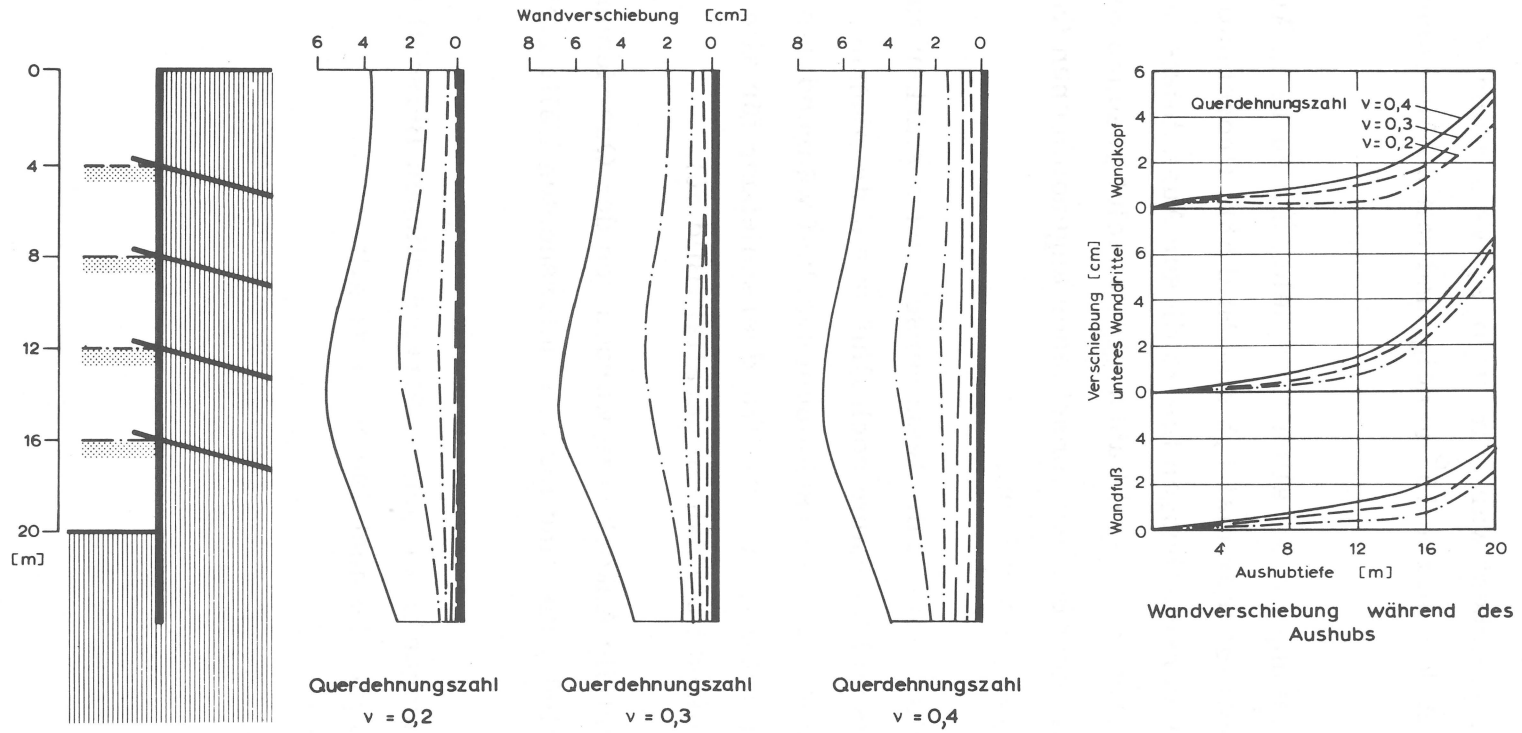 Wandverschiebung [cm]
6 4 2 0
8 6 4 2 0
8 6 4 2 0
0
4
8
12
16
20
[m]
Querdehnungszahl
ν = 0,2
Querdehnungszahl
ν = 0,3
Querdehnungszahl
ν = 0,4
6
4
2
0
Wandkopf
Querdehnungszahl ν = 0,4
ν = 0,3
ν = 0,2
6
4
2
0
Verschiebung [cm]
unteres Wanddrittel
4
2
0
Wandfuß
4 8 12 16 20
Aushubtiefe [m]
Wandverschiebung während des
Aushubs